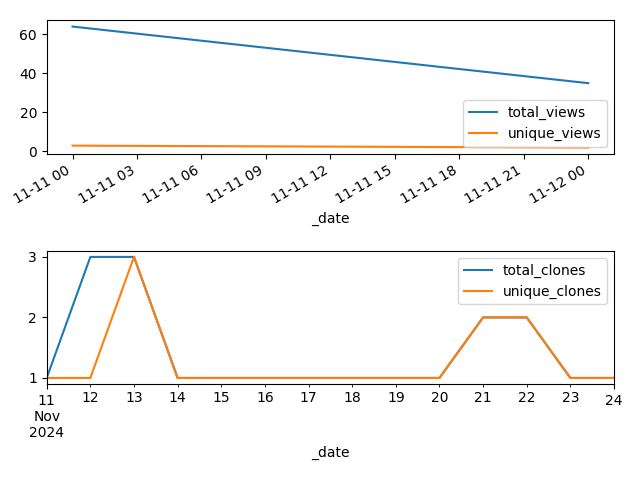 60
40
20
0
total_views
unique_views
11-11 00
11-11 03
11-11 06
11-11 09
11-11 12
11-11 15
11-11 18
11-11 21
11-12 00
_date
3
2
1
total_clones
unique_clones
11 12 13 14 15 16 17 18 19 20 21 22 23 24
Nov
2024
_date